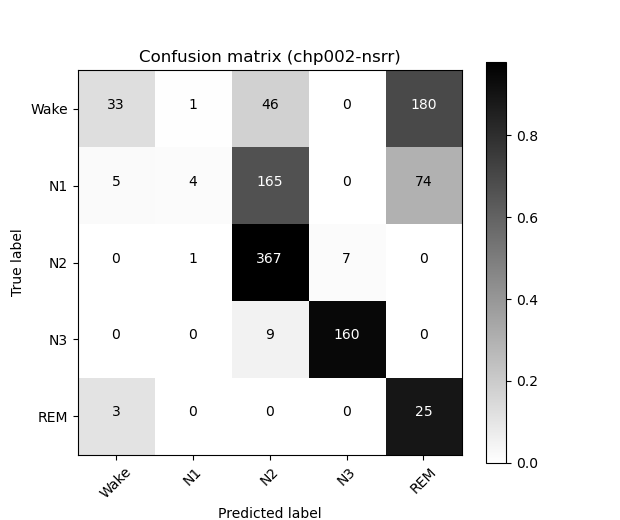 Confusion matrix (chp002-nsrr)
Wake 33 1 46 0 180
N1 5 4 165 0 74
N2 0 1 367 7 0
N3 0 0 9 160 0
REM 3 0 0 0 25
Wake N1 N2 N3 REM
Predicted label
True label
0.8
0.6
0.4
0.2
0.0